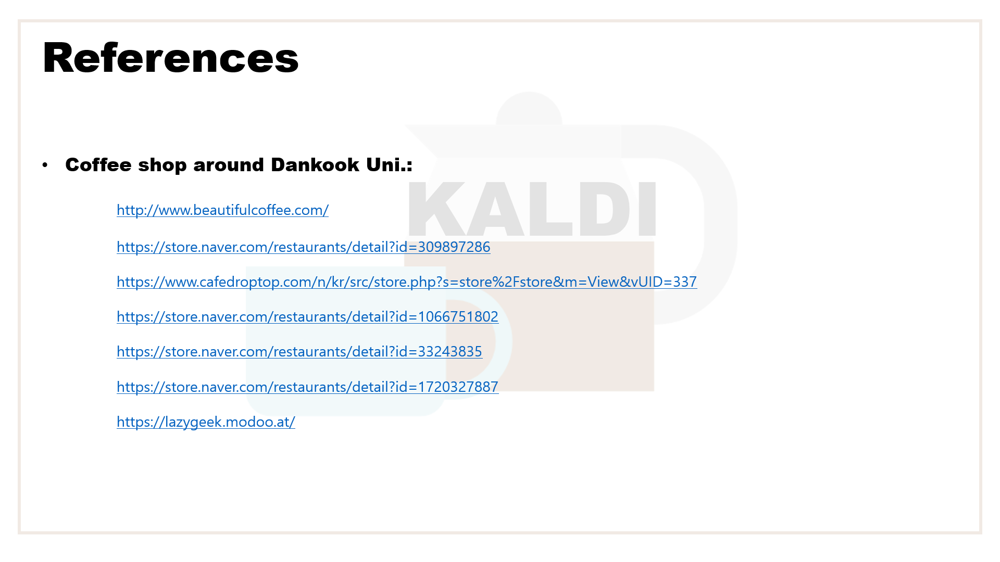 References
• Coffee shop around Dankook Uni.:
KALDI
http://www.beautifulcoffee.com/
https://store.naver.com/restaurants/detail?id=309897286
https://www.cafedroptop.com/n/kr/src/store.php?s=store%2Fstore&m=View&vUID=337
https://store.naver.com/restaurants/detail?id=1066751802
https://store.naver.com/restaurants/detail?id=33243835
https://store.naver.com/restaurants/detail?id=1720327887
https://lazygeek.modoo.at/